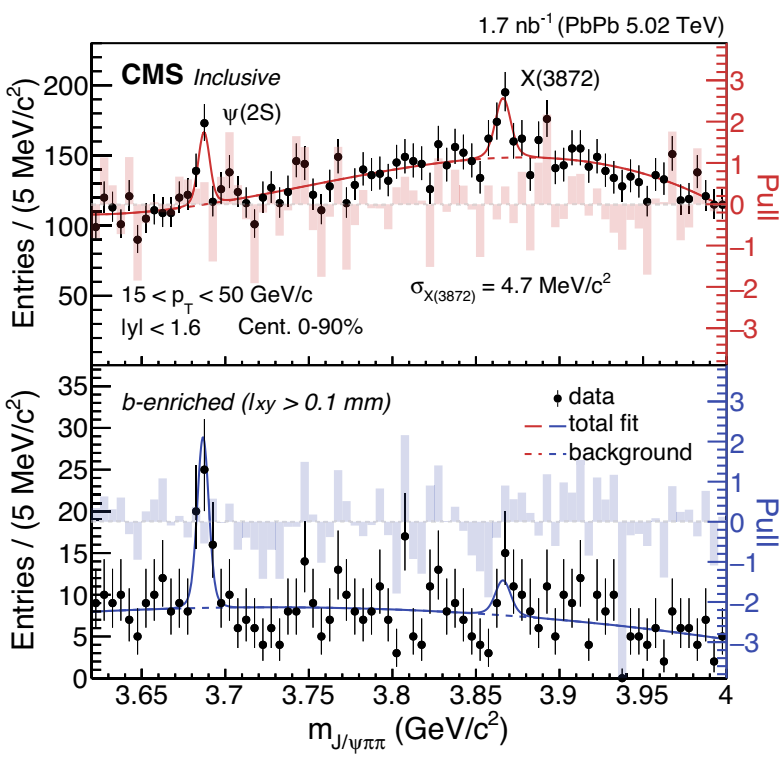 1.7 nb⁻¹ (PbPb 5.02 TeV)
CMS Inclusive
X(3872)
ψ(2S)
200
150
100
50
Entries / (5 MeV/c²)
3
2
1
0
−1
−2
−3
Pull
15 < p_T < 50 GeV/c
σ_X(3872) = 4.7 MeV/c²
|y| < 1.6 Cent. 0-90%
b-enriched (lxy > 0.1 mm)
data
total fit
background
35
30
25
20
15
10
5
0
Entries / (5 MeV/c²)
3
2
1
0
−1
−2
−3
Pull
3.65 3.7 3.75 3.8 3.85 3.9 3.95 4
m_J/ψππ (GeV/c²)